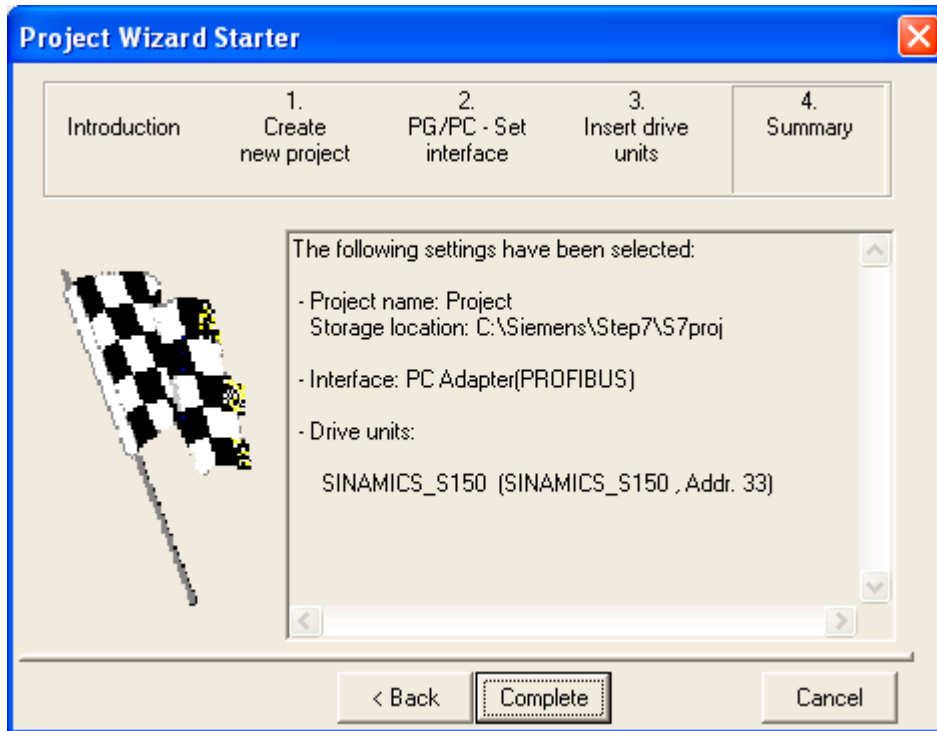 Project Wizard Starter
Introduction
1.
Create
new project
2.
PG/PC - Set
interface
3.
Insert drive
units
4.
Summary
The following settings have been selected:
- Project name: Project
Storage location: C:\Siemens\Step7\S7proj
- Interface: PC Adapter(PROFIBUS)
- Drive units:
SINAMICS_S150 (SINAMICS_S150 , Addr. 33)
< Back
Complete
Cancel